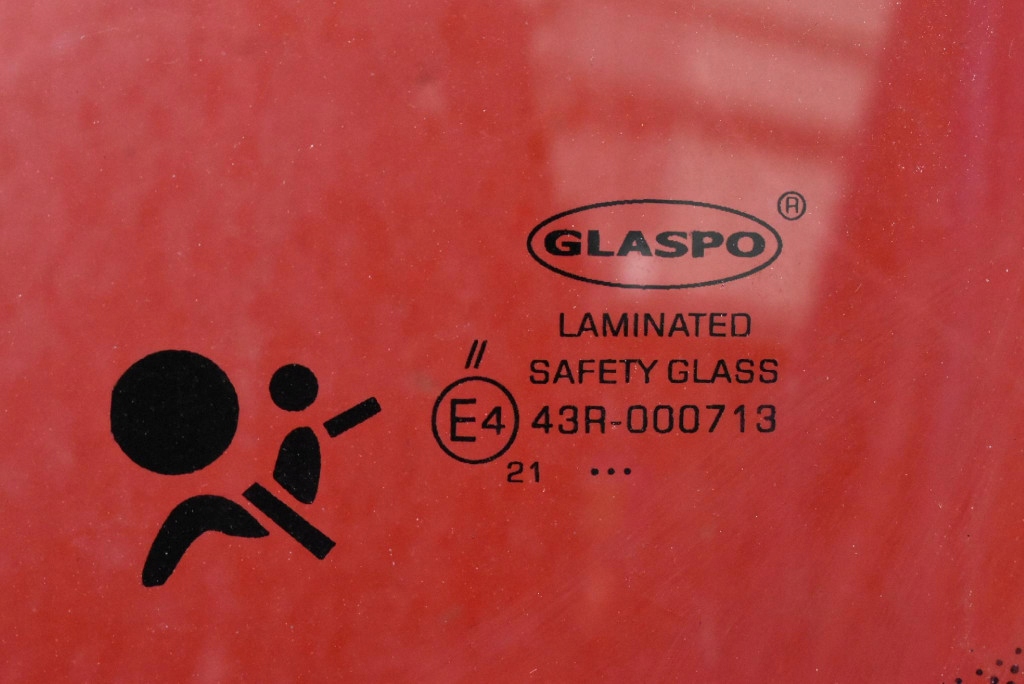 GLASPO ®
LAMINATED
//
SAFETY GLASS
E4 43R-000713
21 ...